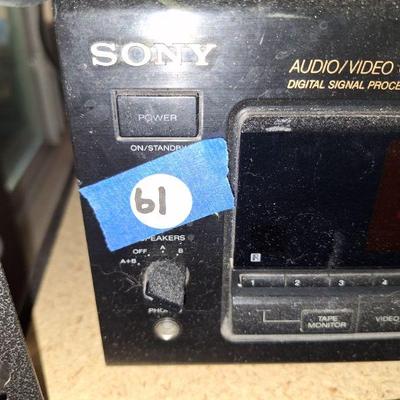 SONY
AUDIO/VIDEO
DIGITAL SIGNAL PROCE
POWER
ON/STANDBY
61
SPEAKERS
OFF A B
A+B
PHO
1 2 3 4
TAPE
MONITOR
VIDEO